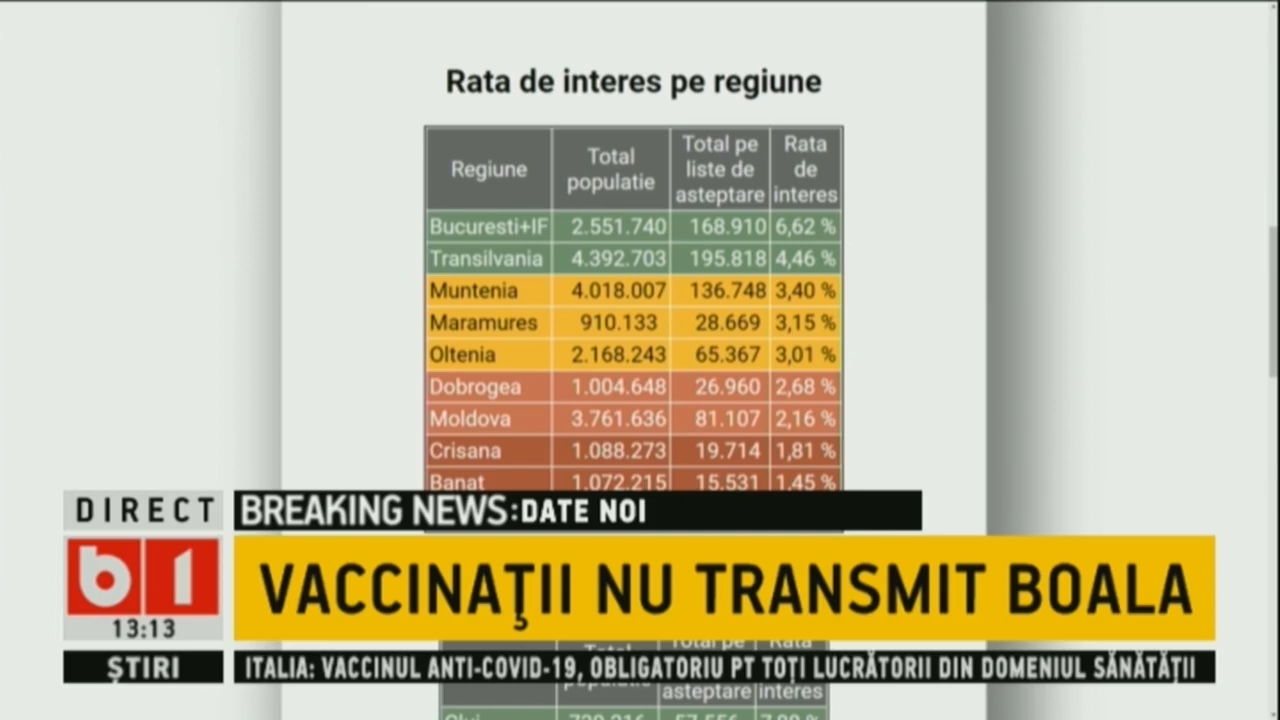 Rata de interes pe regiune
Regiune Total populatie Total pe liste de asteptare Rata de interes
Bucuresti+IF 2.551.740 168.910 6,62 %
Transilvania 4.392.703 195.818 4,46 %
Muntenia 4.018.007 136.748 3,40 %
Maramures 910.133 28.669 3,15 %
Oltenia 2.168.243 65.367 3,01 %
Dobrogea 1.004.648 26.960 2,68 %
Moldova 3.761.636 81.107 2,16 %
Crisana 1.088.273 19.714 1,81 %
Banat 1.072.215 15.531 1,45 %
DIRECT BREAKING NEWS:DATE NOI
b1 VACCINAŢII NU TRANSMIT BOALA
13:13
ŞTIRI ITALIA: VACCINUL ANTI-COVID-19, OBLIGATORIU PT TOŢI LUCRĂTORII DIN DOMENIUL SĂNĂTĂŢII
Total pe Rata
asteptare interes